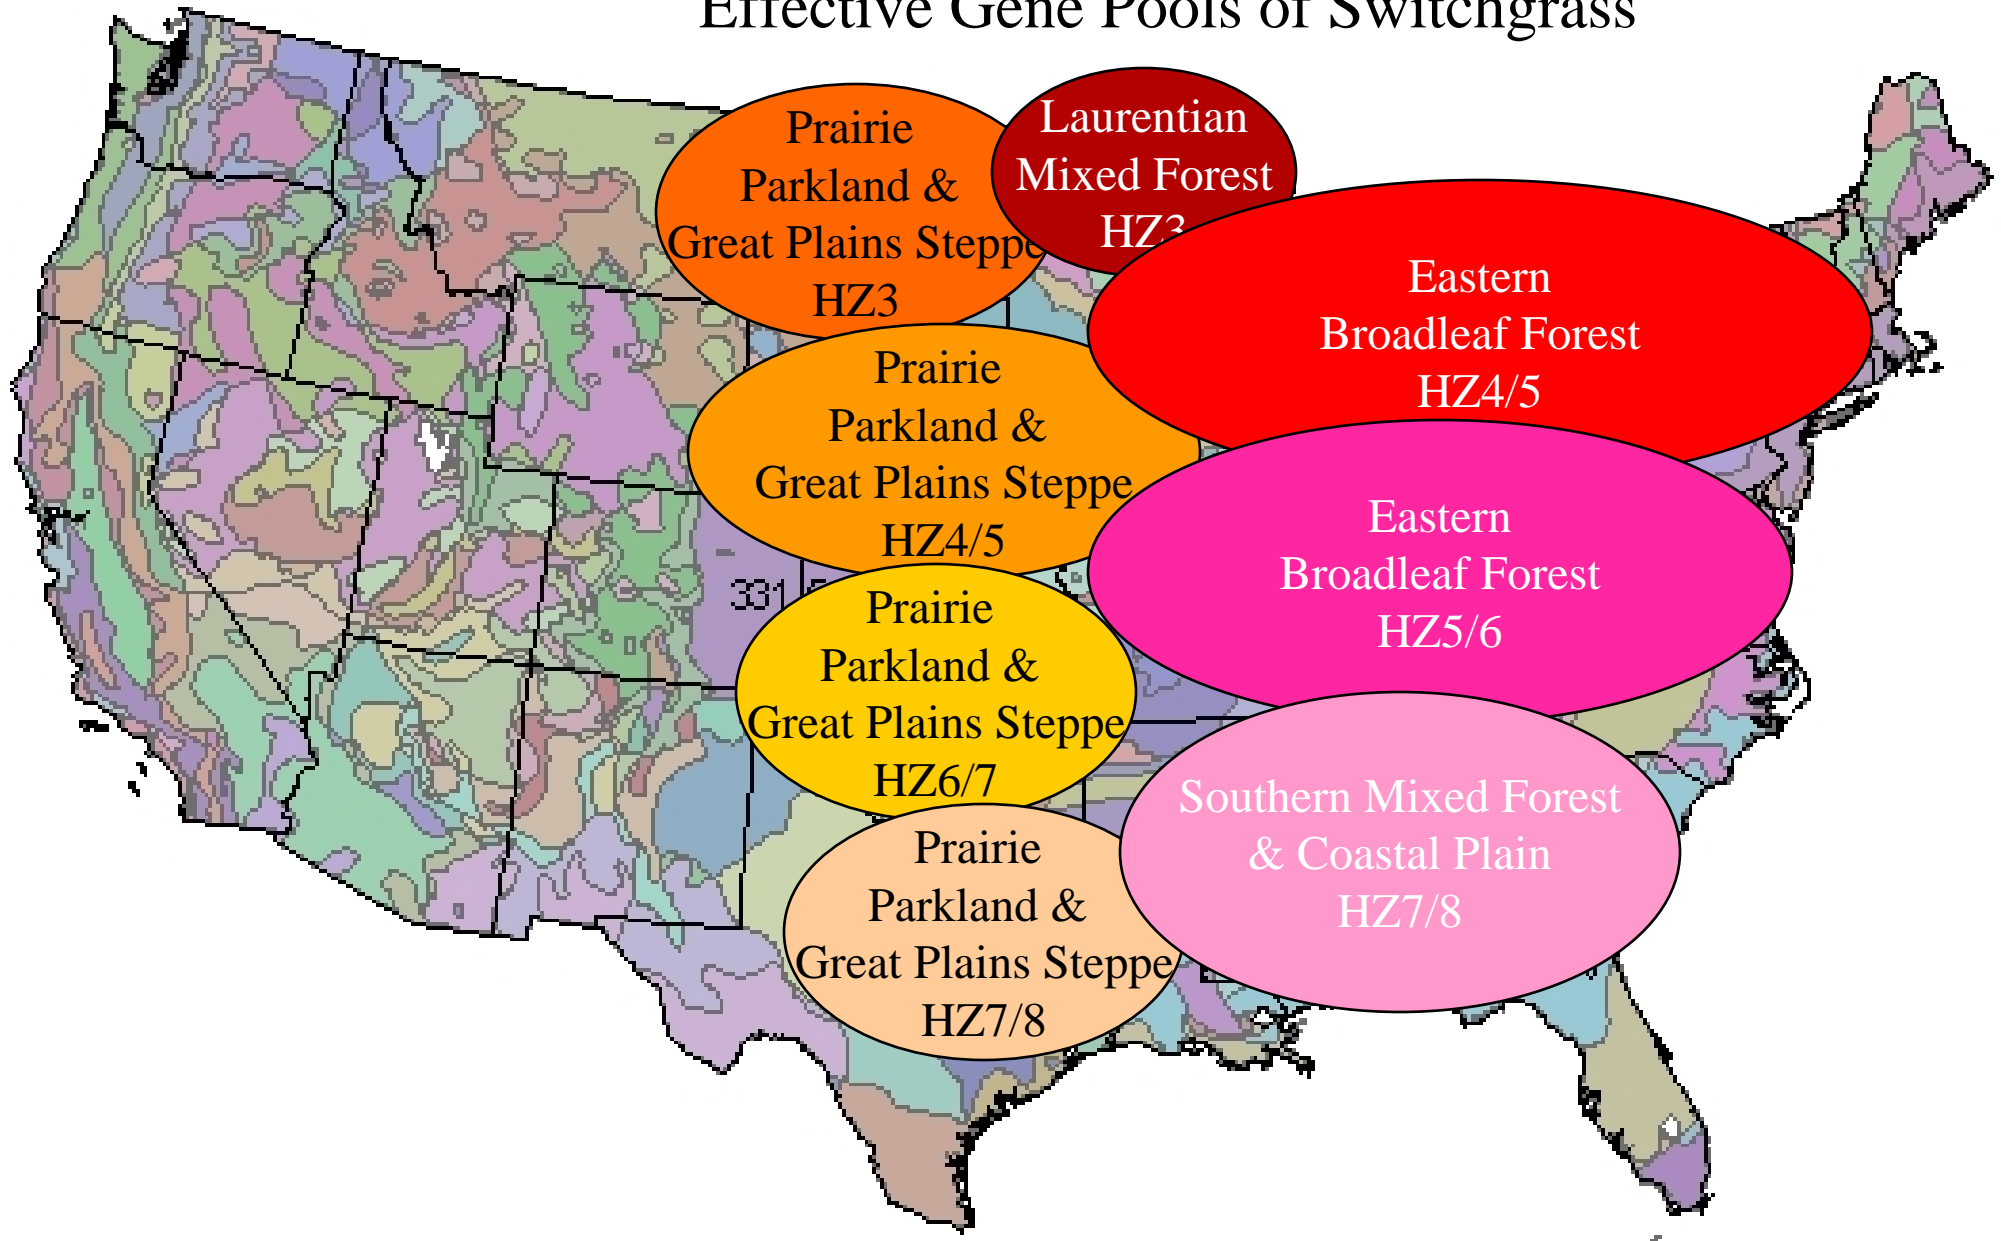 Effective Gene Pools of Switchgrass
Prairie
Parkland &
Great Plains Steppe
HZ3
Laurentian
Mixed Forest
HZ3
Eastern
Broadleaf Forest
HZ4/5
Prairie
Parkland &
Great Plains Steppe
HZ4/5
Eastern
Broadleaf Forest
HZ5/6
331
Prairie
Parkland &
Great Plains Steppe
HZ6/7
Southern Mixed Forest
& Coastal Plain
HZ7/8
Prairie
Parkland &
Great Plains Steppe
HZ7/8